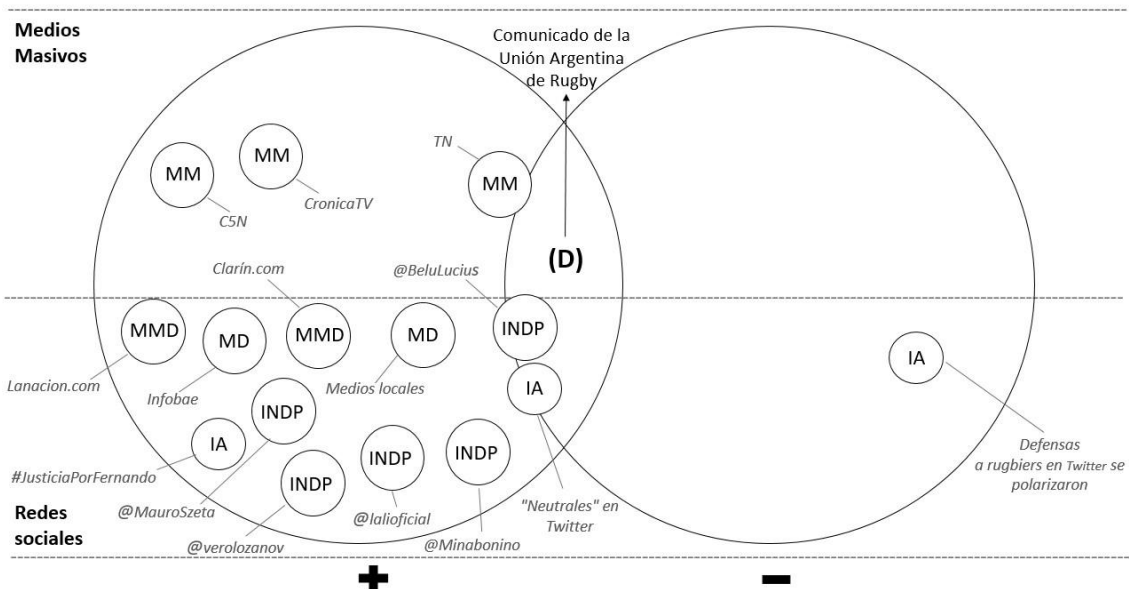 Medios
Masivos
Comunicado de la
Unión Argentina
de Rugby
TN
MM
MM
MM
CronicaTV
C5N
(D)
Clarín.com
@BeluLucius
MMD
MD
MMD
MD
INDP
IA
Lanacion.com
Infobae
Medios locales
IA
INDP
IA
INDP
INDP
INDP
#JusticiaPorFernando
@MauroSzeta
@verolozanov
@lalioficial
@Minabonino
"Neutrales" en
Twitter
Defensas
a rugbiers en Twitter se
polarizaron
Redes
sociales
+
−